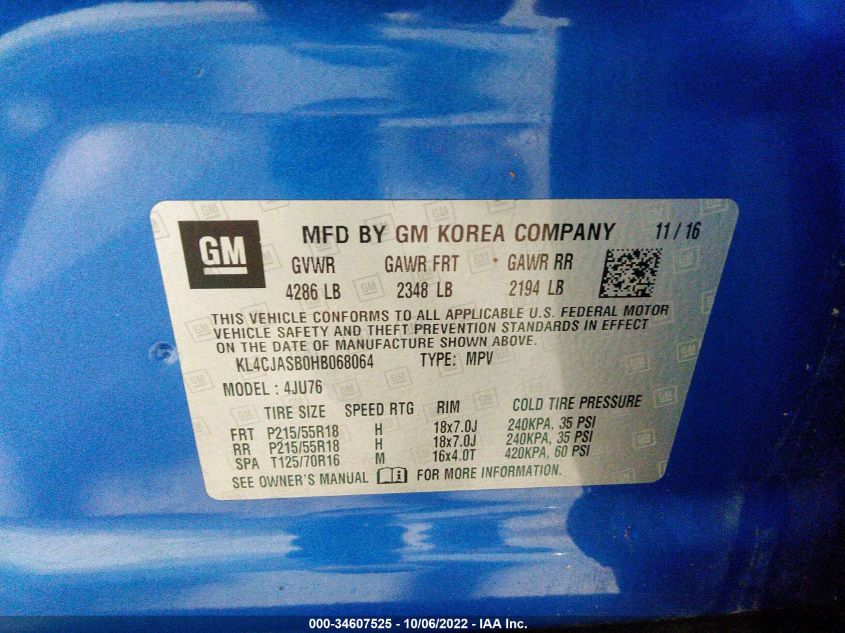 GM
MFD BY GM KOREA COMPANY 11/16
GVWR GAWR FRT GAWR RR
4286 LB 2348 LB 2194 LB
THIS VEHICLE CONFORMS TO ALL APPLICABLE U.S. FEDERAL MOTOR
VEHICLE SAFETY AND THEFT PREVENTION STANDARDS IN EFFECT
ON THE DATE OF MANUFACTURE SHOWN ABOVE.
KL4CJASB0HB068064 TYPE: MPV
MODEL: 4JU76
TIRE SIZE SPEED RTG RIM COLD TIRE PRESSURE
FRT P215/55R18 H 18x7.0J 240KPA, 35 PSI
RR P215/55R18 H 18x7.0J 240KPA, 35 PSI
SPA T125/70R16 M 16x4.0T 420KPA, 60 PSI
SEE OWNER'S MANUAL FOR MORE INFORMATION.
000-34607525 - 10/06/2022 - IAA Inc.